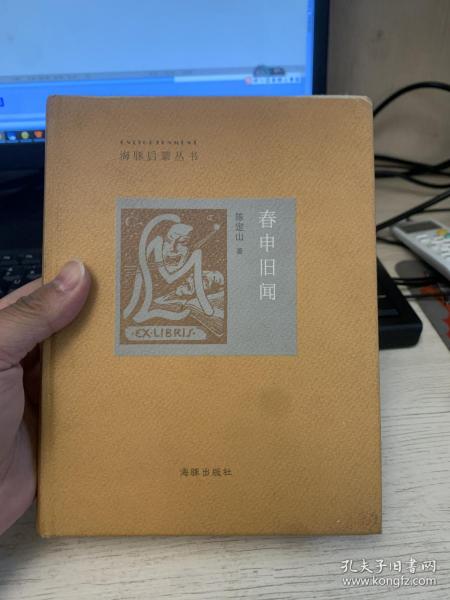 ENLIGHTENMENT
海豚启蒙丛书
春申旧闻
陈定山 著
·EX·LIBRIS·
海豚出版社
孔夫子旧书网
www.kongfz.com